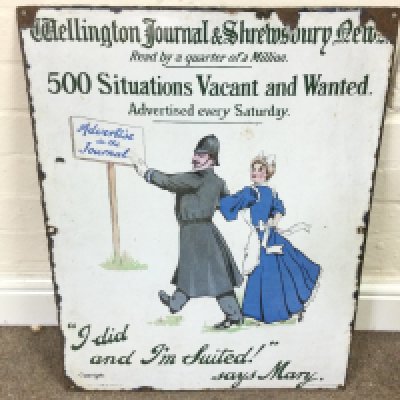 Wellington Journal & Shrewsbury News
Read by a quarter of a Million.
500 Situations Vacant and Wanted.
Advertised every Saturday.
Advertise
in the
Journal
"I did
and I'm Suited!"
says Mary.
Copyright